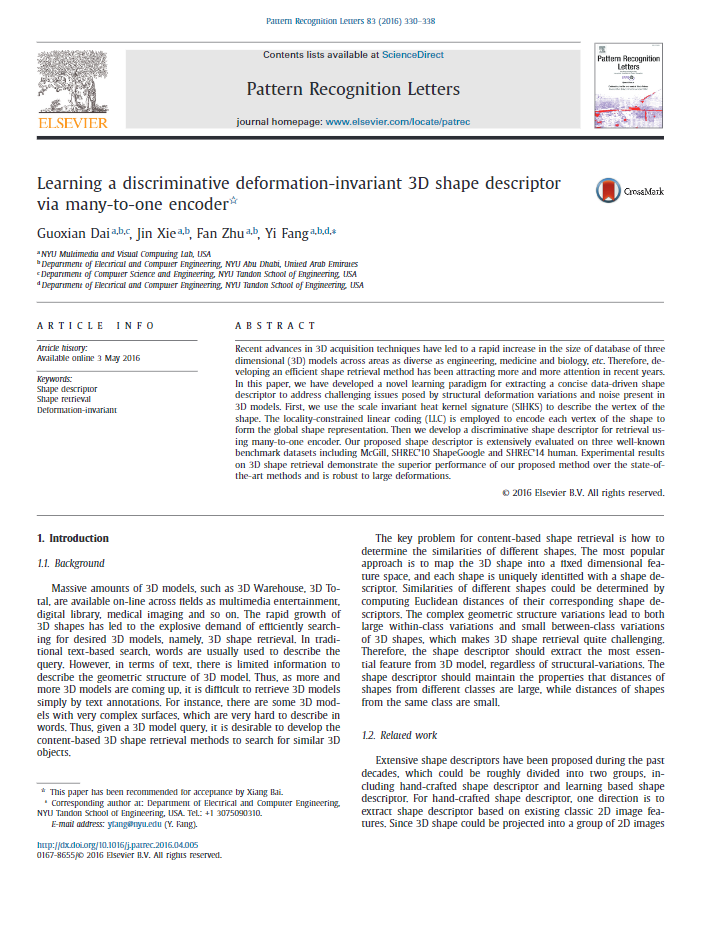 Pattern Recognition Letters 83 (2016) 330–338
Contents lists available at ScienceDirect
Pattern Recognition Letters
journal homepage: www.elsevier.com/locate/patrec
ELSEVIER
Pattern Recognition
Letters
Learning a discriminative deformation-invariant 3D shape descriptor
via many-to-one encoder☆
CrossMark
Guoxian Dai a,b,c, Jin Xie a,b, Fan Zhu a,b, Yi Fang a,b,d,∗
a NYU Multimedia and Visual Computing Lab, USA
b Department of Electrical and Computer Engineering, NYU Abu Dhabi, United Arab Emirates
c Department of Computer Science and Engineering, NYU Tandon School of Engineering, USA
d Department of Electrical and Computer Engineering, NYU Tandon School of Engineering, USA
ARTICLE INFO
Article history:
Available online 3 May 2016
Keywords:
Shape descriptor
Shape retrieval
Deformation-invariant
ABSTRACT
Recent advances in 3D acquisition techniques have led to a rapid increase in the size of database of three
dimensional (3D) models across areas as diverse as engineering, medicine and biology, etc. Therefore, de-
veloping an efficient shape retrieval method has been attracting more and more attention in recent years.
In this paper, we have developed a novel learning paradigm for extracting a concise data-driven shape
descriptor to address challenging issues posed by structural deformation variations and noise present in
3D models. First, we use the scale invariant heat kernel signature (SIHKS) to describe the vertex of the
shape. The locality-constrained linear coding (LLC) is employed to encode each vertex of the shape to
form the global shape representation. Then we develop a discriminative shape descriptor for retrieval us-
ing many-to-one encoder. Our proposed shape descriptor is extensively evaluated on three well-known
benchmark datasets including McGill, SHREC'10 ShapeGoogle and SHREC'14 human. Experimental results
on 3D shape retrieval demonstrate the superior performance of our proposed method over the state-of-
the-art methods and is robust to large deformations.
© 2016 Elsevier B.V. All rights reserved.
1. Introduction
1.1. Background
Massive amounts of 3D models, such as 3D Warehouse, 3D To-
tal, are available on-line across fields as multimedia entertainment,
digital library, medical imaging and so on. The rapid growth of
3D shapes has led to the explosive demand of efficiently search-
ing for desired 3D models, namely, 3D shape retrieval. In tradi-
tional text-based search, words are usually used to describe the
query. However, in terms of text, there is limited information to
describe the geometric structure of 3D model. Thus, as more and
more 3D models are coming up, it is difficult to retrieve 3D models
simply by text annotations. For instance, there are some 3D mod-
els with very complex surfaces, which are very hard to describe in
words. Thus, given a 3D model query, it is desirable to develop the
content-based 3D shape retrieval methods to search for similar 3D
objects.
☆ This paper has been recommended for acceptance by Xiang Bai.
∗ Corresponding author at: Department of Electrical and Computer Engineering,
NYU Tandon School of Engineering, USA. Tel.: +1 3075090310.
E-mail address: yfang@nyu.edu (Y. Fang).
http://dx.doi.org/10.1016/j.patrec.2016.04.005
0167-8655/© 2016 Elsevier B.V. All rights reserved.
The key problem for content-based shape retrieval is how to
determine the similarities of different shapes. The most popular
approach is to map the 3D shape into a fixed dimensional fea-
ture space, and each shape is uniquely identified with a shape de-
scriptor. Similarities of different shapes could be determined by
computing Euclidean distances of their corresponding shape de-
scriptors. The complex geometric structure variations lead to both
large within-class variations and small between-class variations
of 3D shapes, which makes 3D shape retrieval quite challenging.
Therefore, the shape descriptor should extract the most essen-
tial feature from 3D model, regardless of structural-variations. The
shape descriptor should maintain the properties that distances of
shapes from different classes are large, while distances of shapes
from the same class are small.
1.2. Related work
Extensive shape descriptors have been proposed during the past
decades, which could be roughly divided into two groups, in-
cluding hand-crafted shape descriptor and learning based shape
descriptor. For hand-crafted shape descriptor, one direction is to
extract shape descriptor based on existing classic 2D image fea-
tures. Since 3D shape could be projected into a group of 2D images